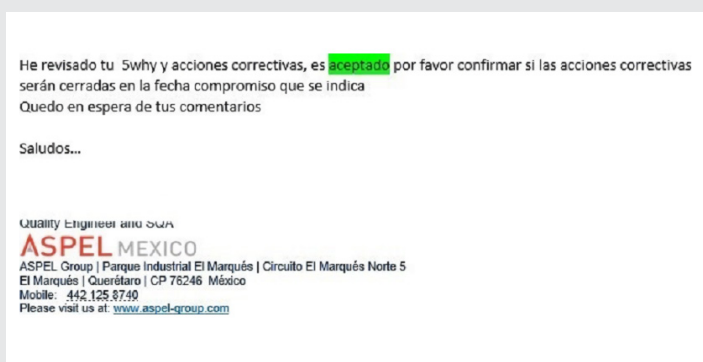 He revisado tu 5why y acciones correctivas, es aceptado por favor confirmar si las acciones correctivas
serán cerradas en la fecha compromiso que se indica
Quedo en espera de tus comentarios
Saludos...
Quality Engineer and SQA
ASPEL MEXICO
ASPEL Group | Parque Industrial El Marqués | Circuito El Marqués Norte 5
El Marqués | Querétaro | CP 76246 México
Mobile: 442 125 8740
Please visit us at: www.aspel-group.com